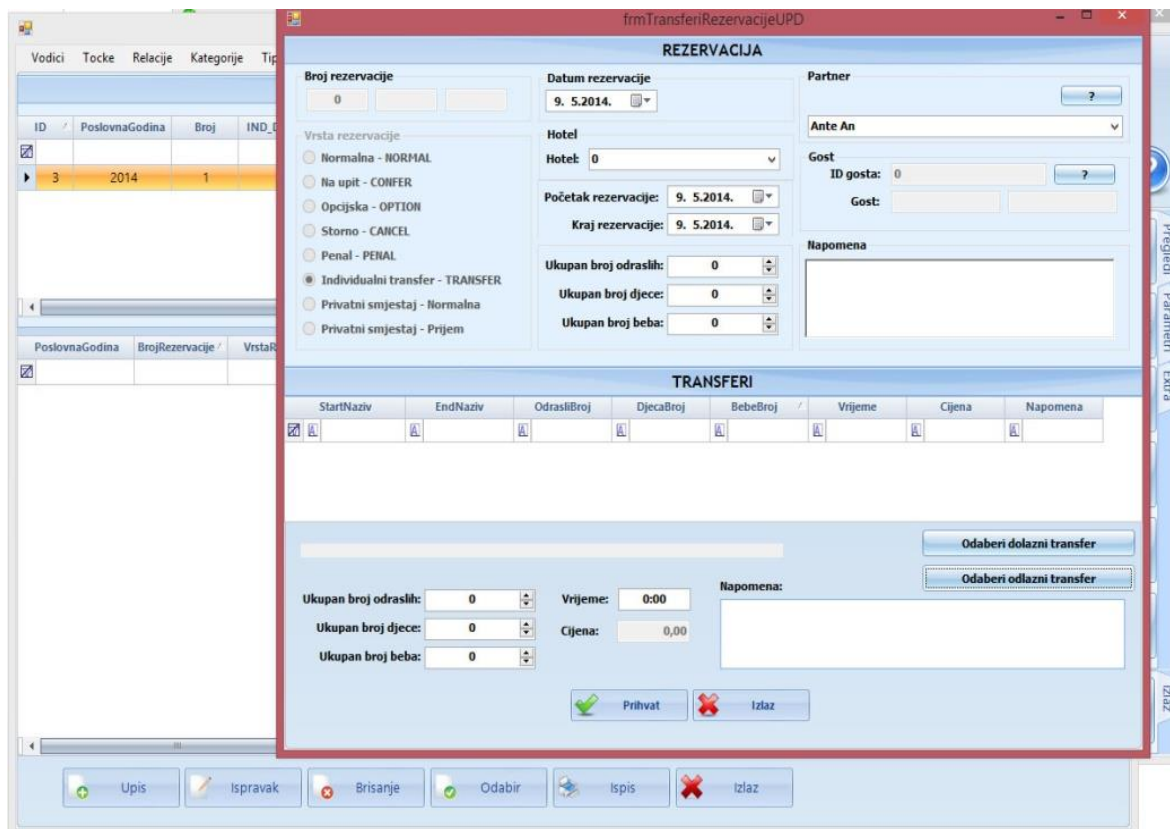 frmTransferiRezervacijeUPD
Vodici Tocke Relacije Kategorije Tip
ID PoslovnaGodina Broj IND_D
3 2014 1
PoslovnaGodina BrojRezervacije VrstaR
REZERVACIJA
Broj rezervacije
0
Vrsta rezervacije
Normalna - NORMAL
Na upit - CONFER
Opcijska - OPTION
Storno - CANCEL
Penal - PENAL
Individualni transfer - TRANSFER
Privatni smjestaj - Normalna
Privatni smjestaj - Prijem
Datum rezervacije
9. 5.2014.
Hotel
Hotel: 0
Početak rezervacije: 9. 5.2014.
Kraj rezervacije: 9. 5.2014.
Ukupan broj odraslih: 0
Ukupan broj djece: 0
Ukupan broj beba: 0
Partner
?
Ante An
Gost
ID gosta: 0 ?
Gost:
Napomena
TRANSFERI
StartNaziv EndNaziv OdrasliBroj DjecaBroj BebeBroj Vrijeme Cijena Napomena
Odaberi dolazni transfer
Odaberi odlazni transfer
Ukupan broj odraslih: 0
Ukupan broj djece: 0
Ukupan broj beba: 0
Vrijeme: 0:00
Cijena: 0,00
Napomena:
Prihvat Izlaz
Pregledi
Parametri
Extra
Izlaz
Upis Ispravak Brisanje Odabir Ispis Izlaz